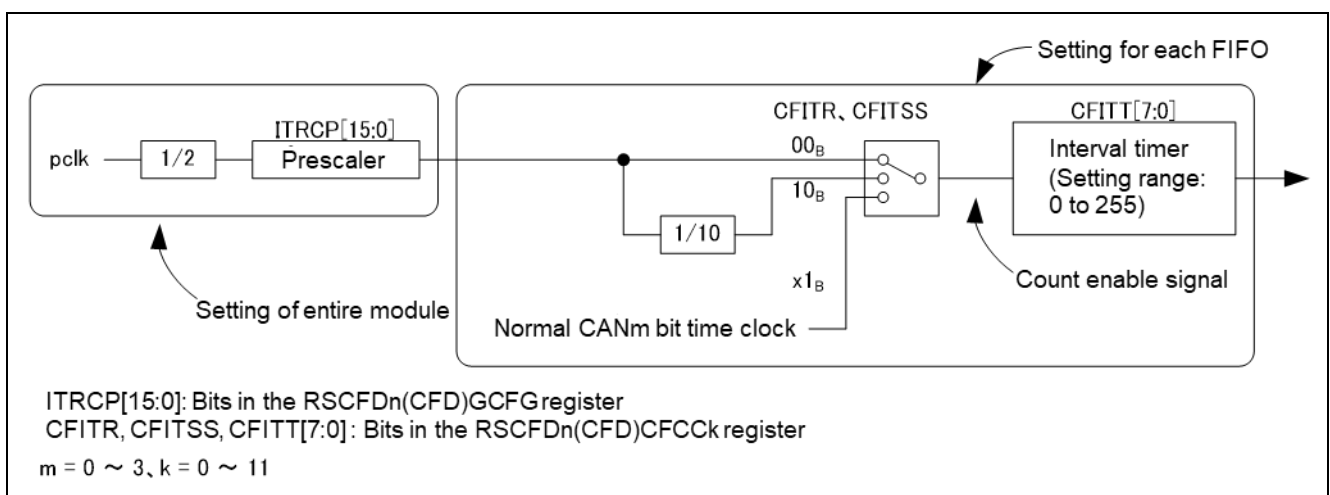 Setting for each FIFO
CFITR、CFITSS
CFITT[7:0]
ITRCP[15:0]
pclk
1/2
Prescaler
00B
10B
1/10
x1B
Interval timer
(Setting range:
0 to 255)
Count enable signal
Setting of entire module
Normal CANm bit time clock
ITRCP[15:0]: Bits in the RSCFDn(CFD)GCFG register
CFITR, CFITSS, CFITT[7:0] : Bits in the RSCFDn(CFD)CFCCk register
m = 0 ～ 3、k = 0 ～ 11